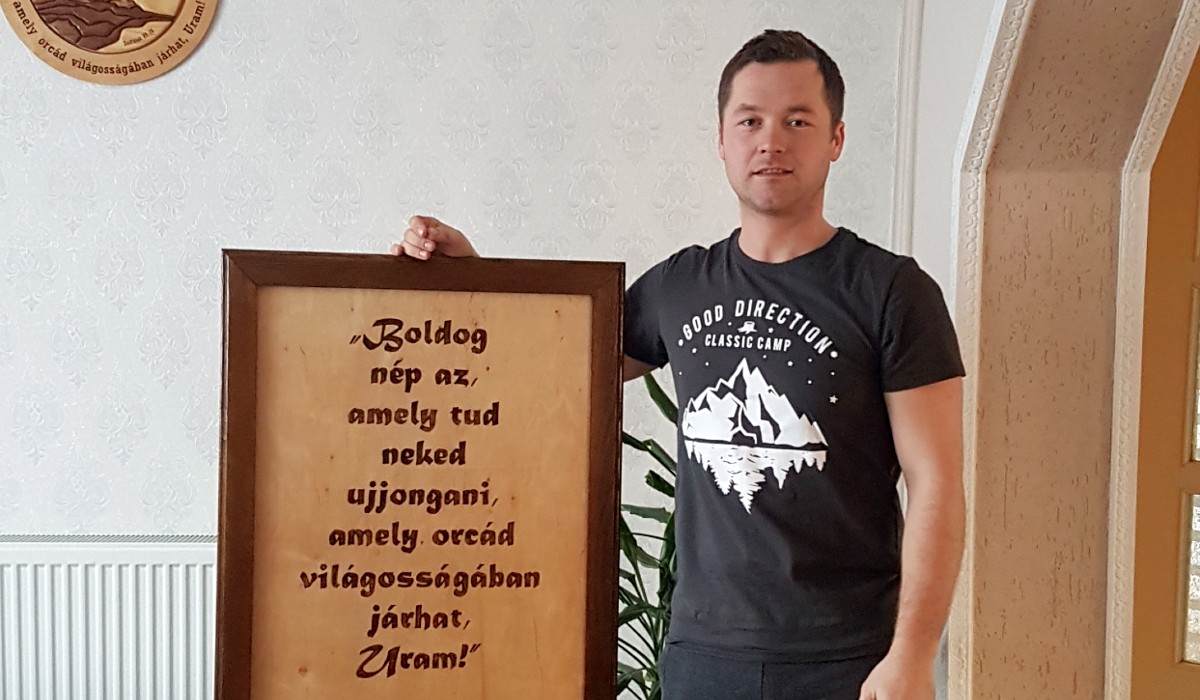 amely orcád világosságában járhat, Uram!
„Boldog
nép az,
amely tud
neked
ujjongani,
amely orcád
világosságában
járhat,
Uram!”
GOOD DIRECTION
CLASSIC CAMP